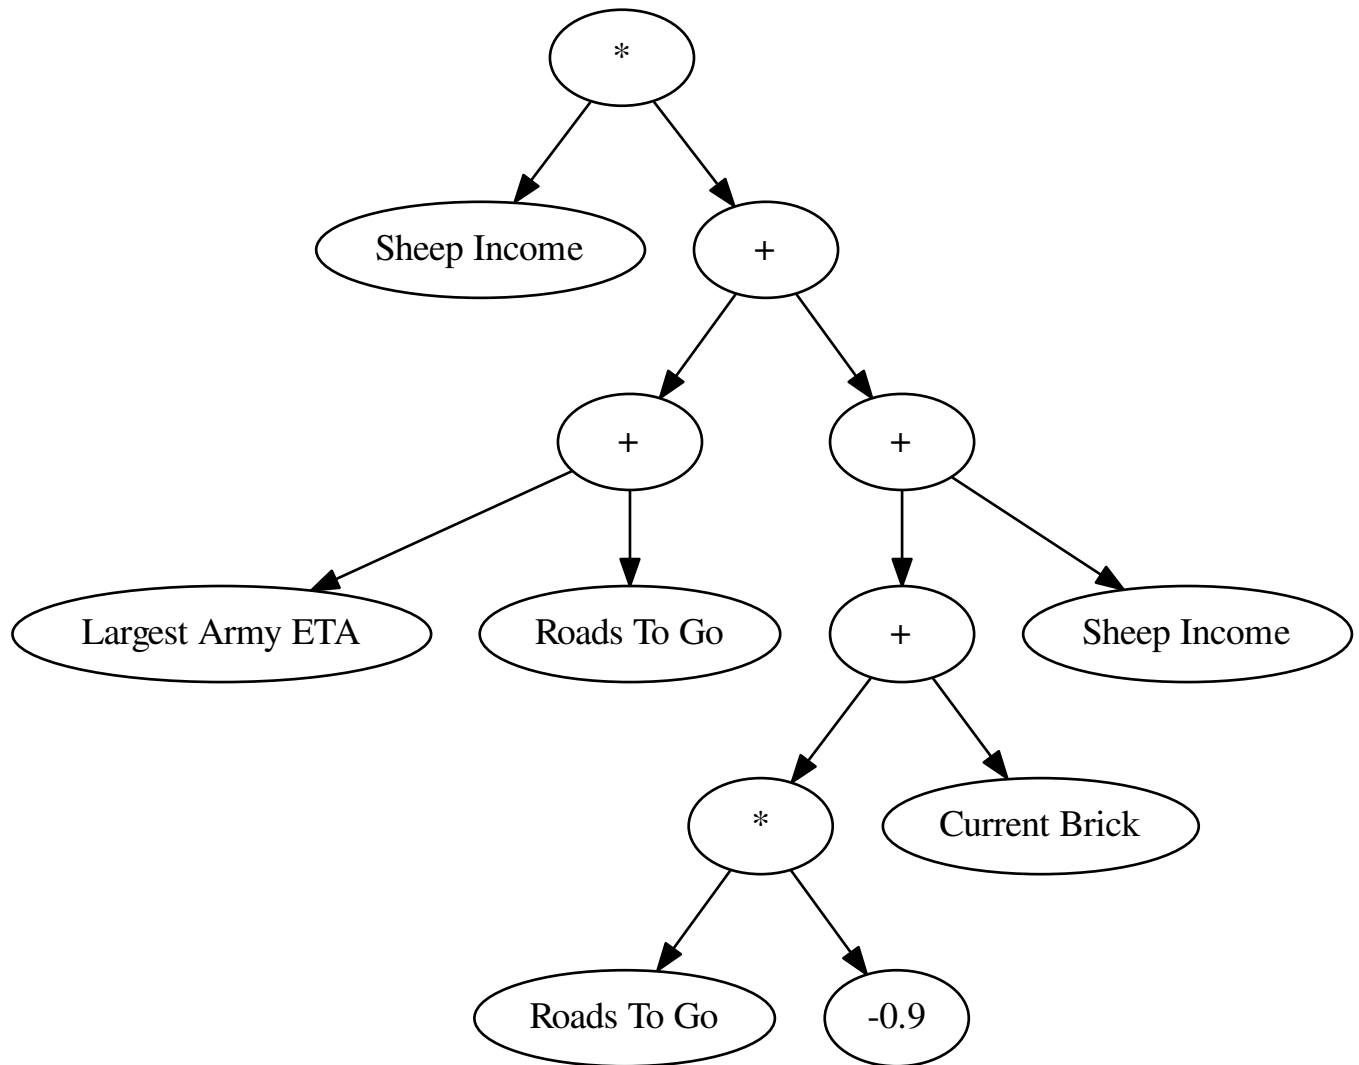 *
Sheep Income
+
+
+
Largest Army ETA
Roads To Go
+
Sheep Income
*
Current Brick
Roads To Go
-0.9